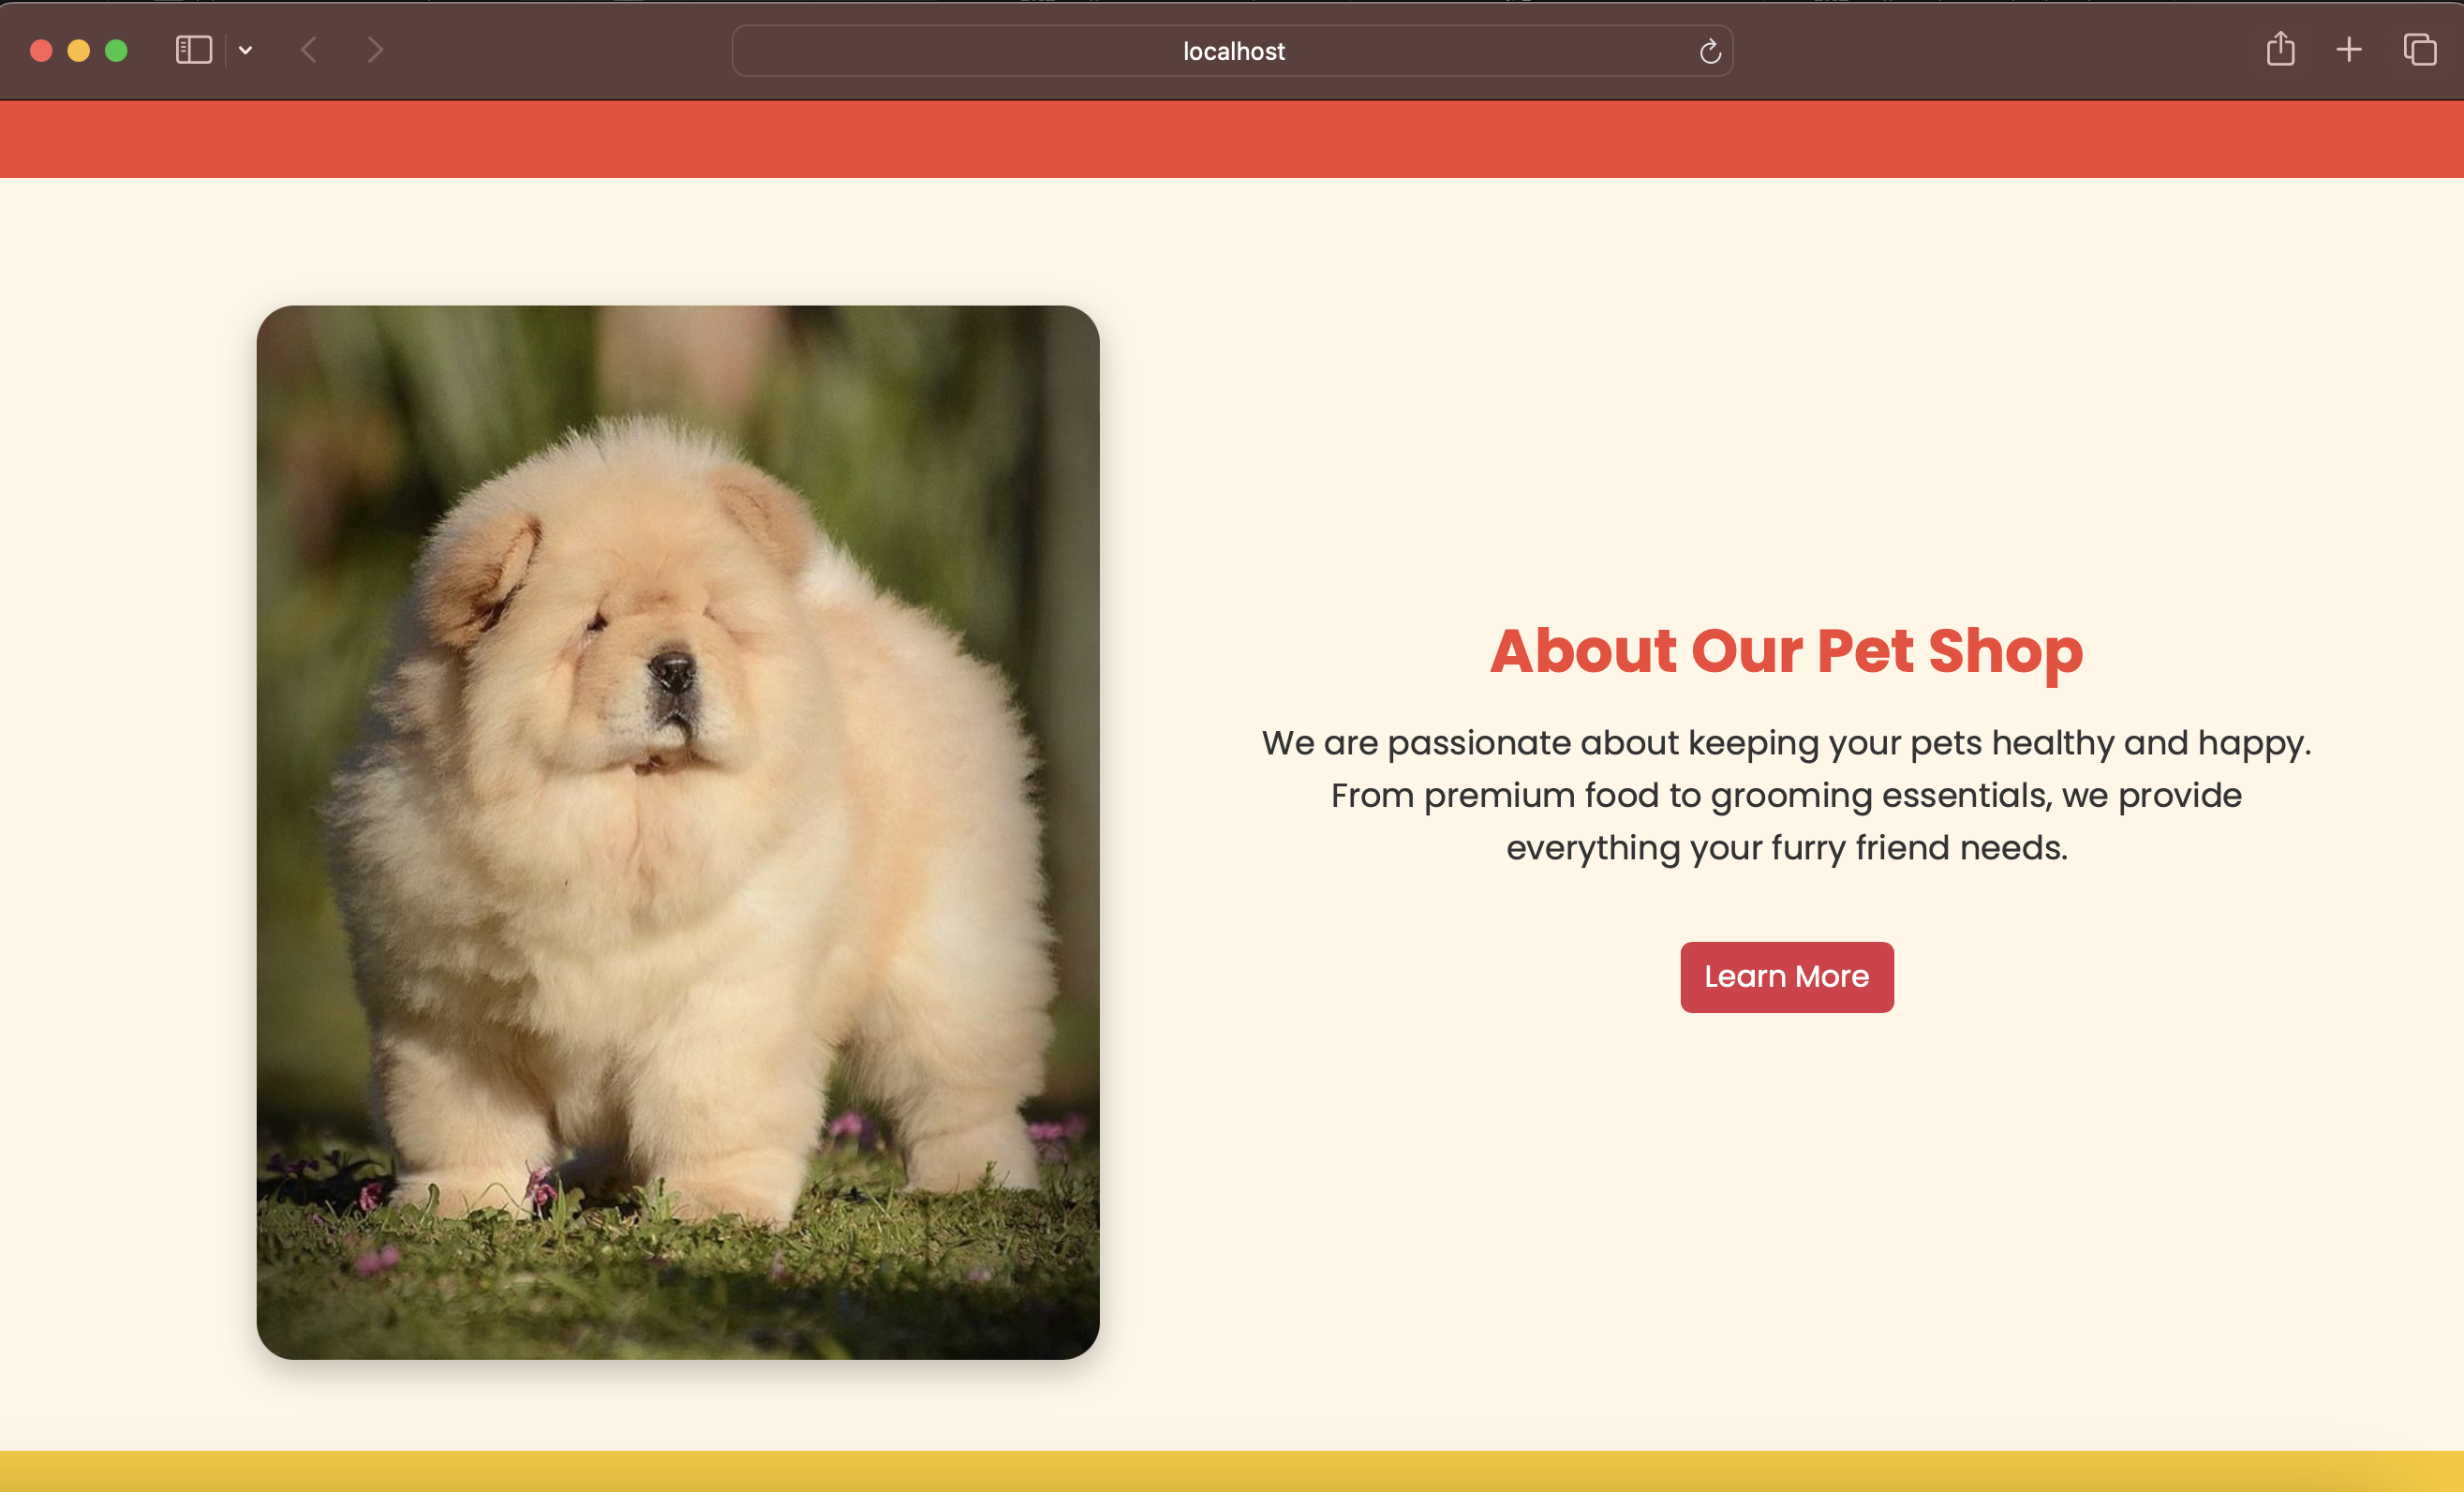 localhost
About Our Pet Shop
We are passionate about keeping your pets healthy and happy.
From premium food to grooming essentials, we provide
everything your furry friend needs.
Learn More